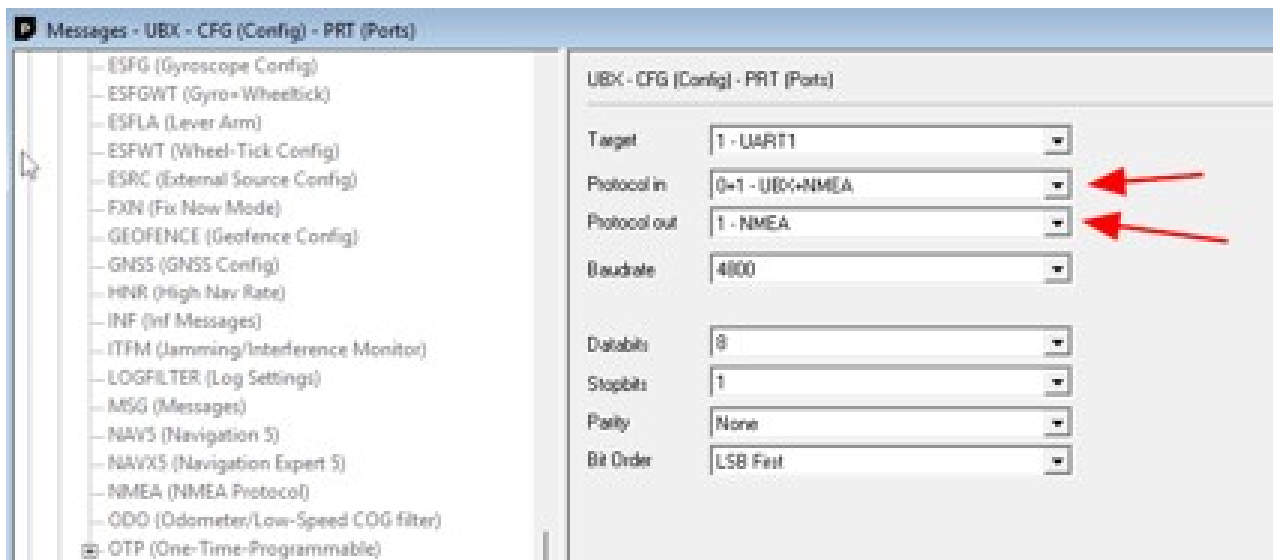 Messages - UBX - CFG (Config) - PRT (Ports)
ESFG (Gyroscope Config)
ESFGWT (Gyro+Wheeltick)
ESFLA (Lever Arm)
ESFWT (Wheel-Tick Config)
ESRC (External Source Config)
FXN (Fix Now Mode)
GEOFENCE (Geofence Config)
GNSS (GNSS Config)
HNR (High Nav Rate)
INF (Inf Messages)
ITFM (Jamming/Interference Monitor)
LOGFILTER (Log Settings)
MSG (Messages)
NAV5 (Navigation 5)
NAVX5 (Navigation Expert 5)
NMEA (NMEA Protocol)
ODO (Odometer/Low-Speed COG filter)
OTP (One-Time-Programmable)
UBX - CFG (Config) - PRT (Ports)
Target 1 - UART1
Protocol in 0+1 - UBX+NMEA
Protocol out 1 - NMEA
Baudrate 4800
Databits 8
Stopbits 1
Parity None
Bit Order LSB First